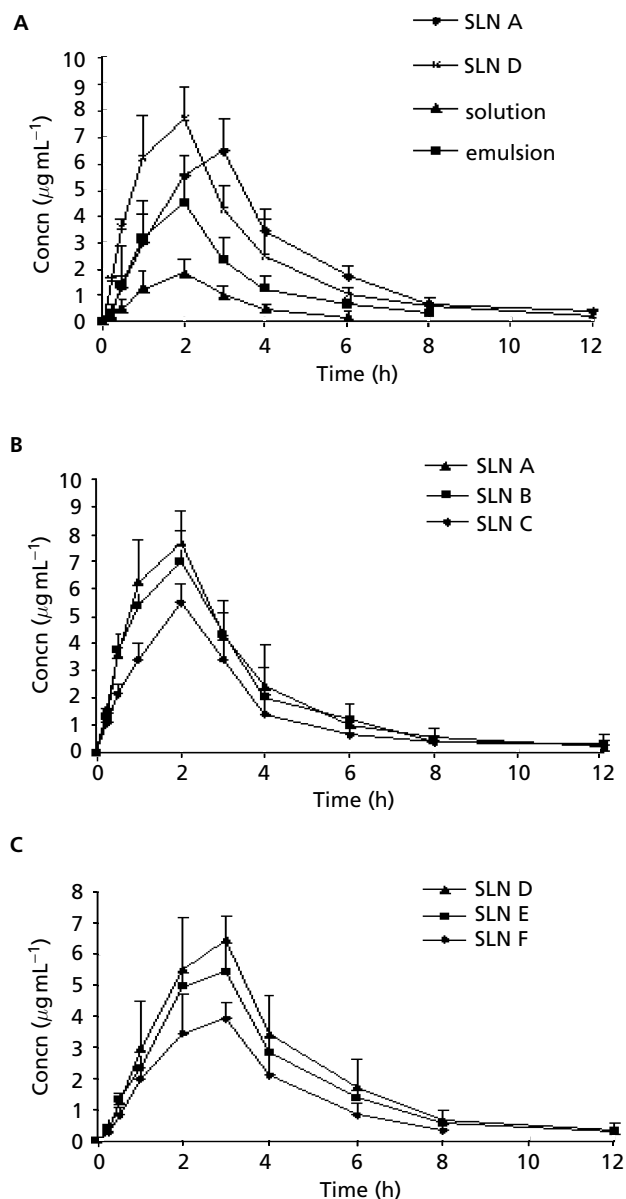 A
SLN A
SLN D
solution
emulsion
10
9
8
7
6
5
4
3
2
1
0
Concn (μg mL⁻¹)
0 2 4 6 8 10 12
Time (h)
B
SLN A
SLN B
SLN C
10
9
8
7
6
5
4
3
2
1
0
Concn (μg mL⁻¹)
0 2 4 6 8 10 12
Time (h)
C
SLN D
SLN E
SLN F
8
7
6
5
4
3
2
1
0
Concn (μg mL⁻¹)
0 2 4 6 8 10 12
Time (h)